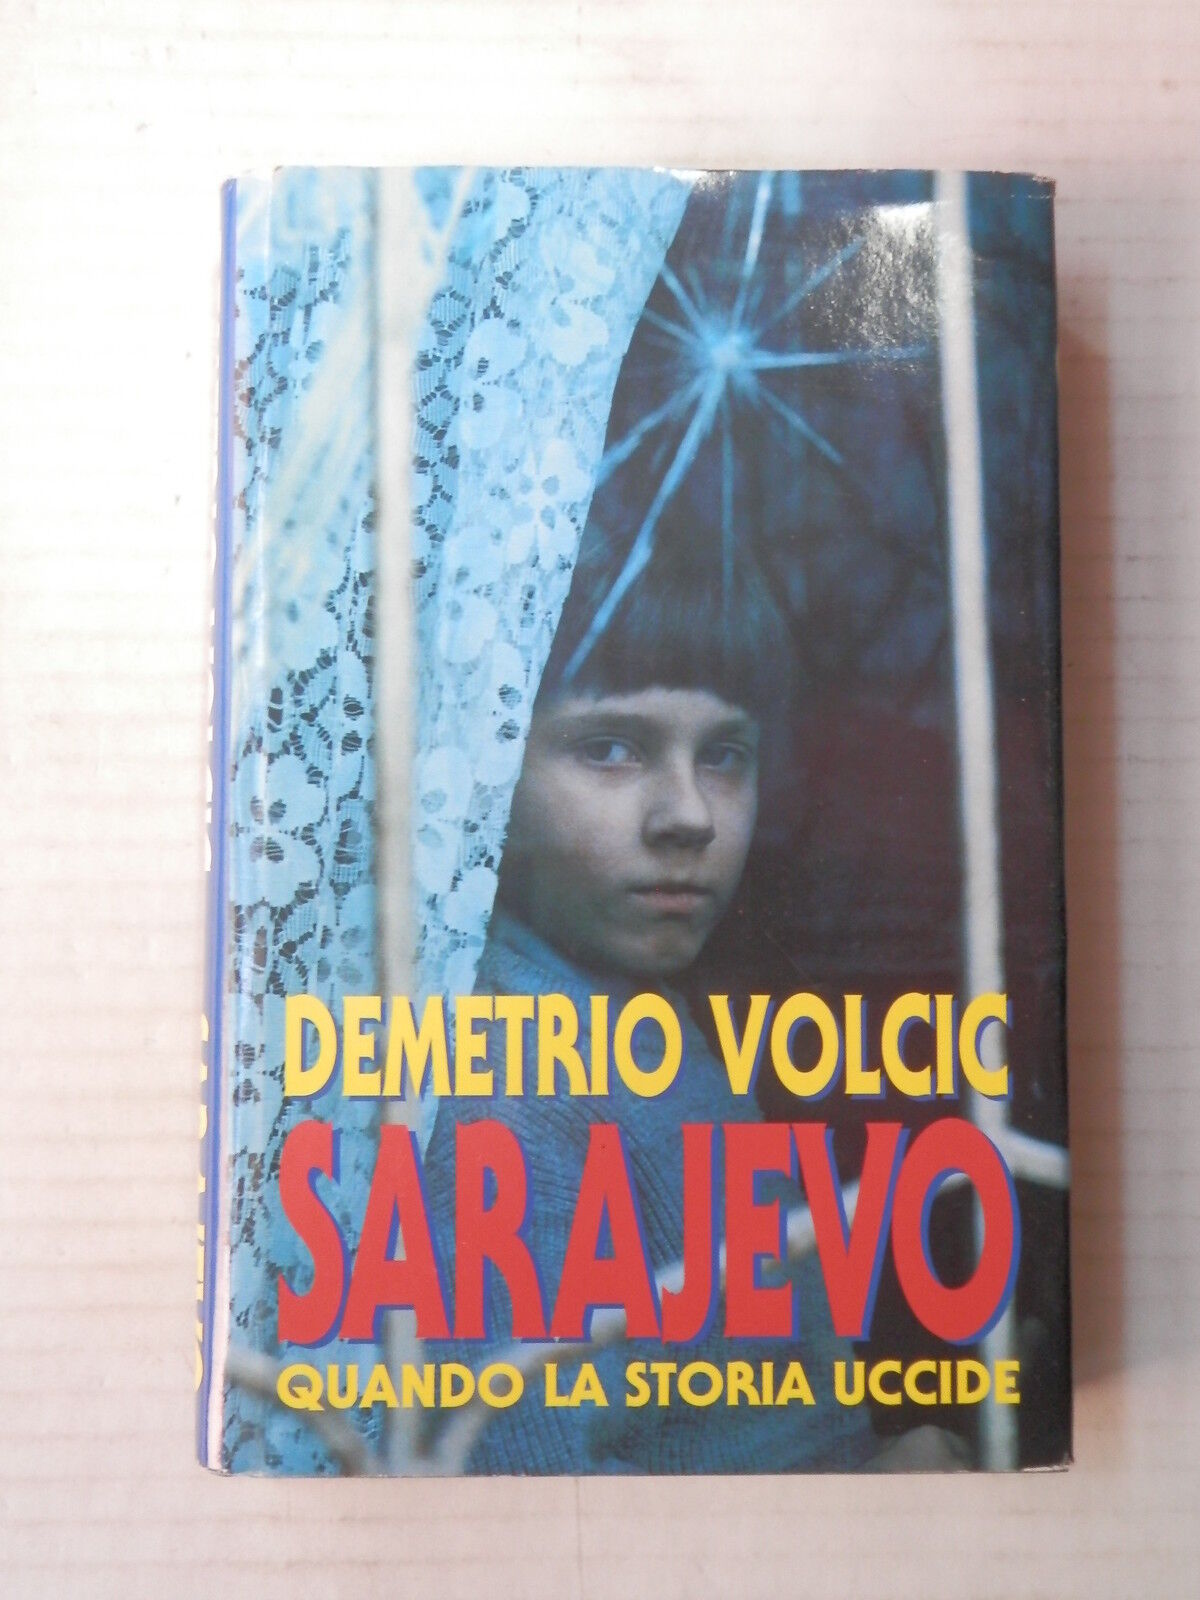 DEMETRIO VOLCIC
SARAJEVO
QUANDO LA STORIA UCCIDE